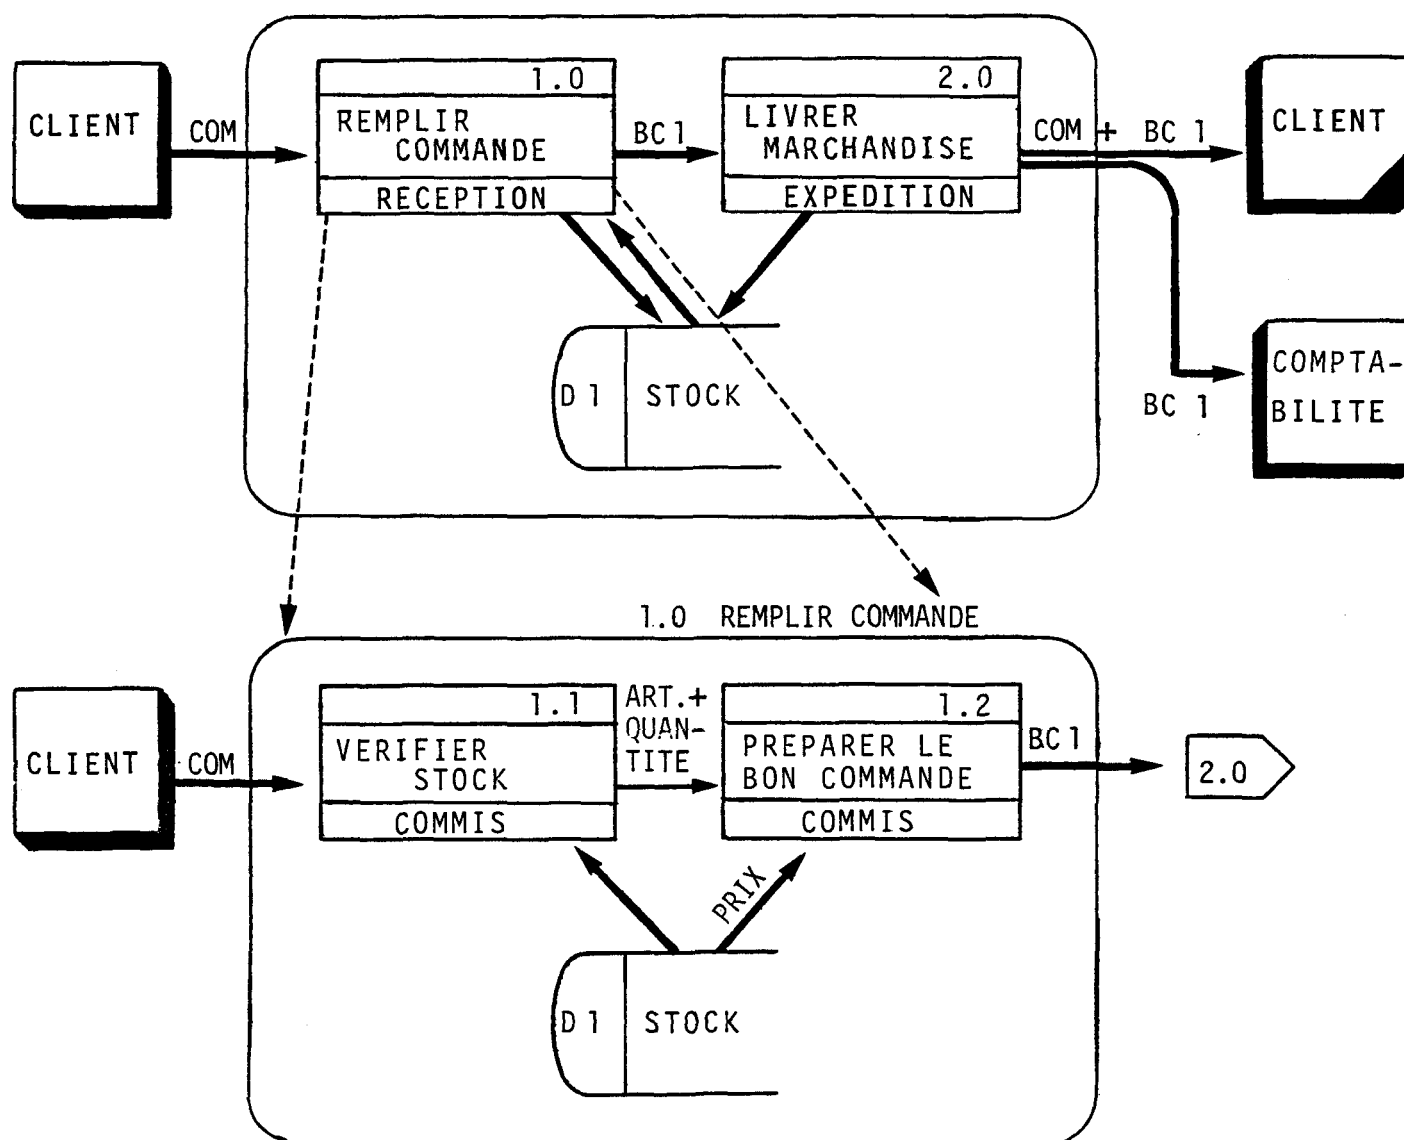 1.0
2.0
CLIENT
COM
REMPLIR
COMMANDE
BC1
LIVRER
MARCHANDISE
COM + BC 1
CLIENT
RECEPTION
EXPEDITION
COMPTA-
BILITE
BC 1
D1
STOCK
1.0 REMPLIR COMMANDE
1.1
ART.+
QUAN-
TITE
1.2
CLIENT
COM
VERIFIER
STOCK
PREPARER LE
BON COMMANDE
BC1
2.0
COMMIS
COMMIS
PRIX
D1
STOCK